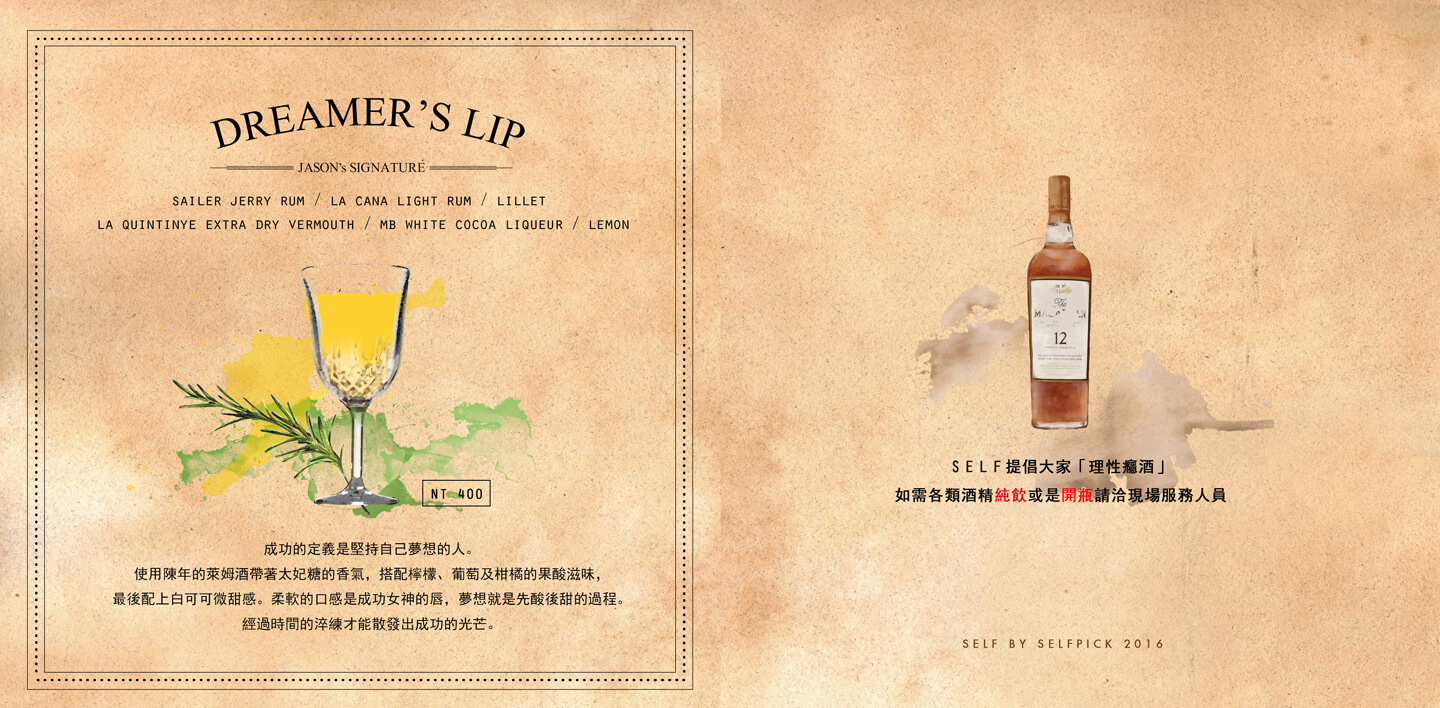 DREAMER'S LIP
JASON's SIGNATURE
SAILER JERRY RUM / LA CANA LIGHT RUM / LILLET
LA QUINTINYE EXTRA DRY VERMOUTH / MB WHITE COCOA LIQUEUR / LEMON
NT 400
成功的定義是堅持自己夢想的人。
使用陳年的萊姆酒帶著太妃糖的香氣，搭配檸檬、葡萄及柑橘的果酸滋味，
最後配上白可可微甜感。柔軟的口感是成功女神的唇，夢想就是先酸後甜的過程。
經過時間的淬練才能散發出成功的光芒。
The
12
SELF提倡大家「理性癮酒」
如需各類酒精純飲或是開瓶請洽現場服務人員
SELF BY SELFPICK 2016